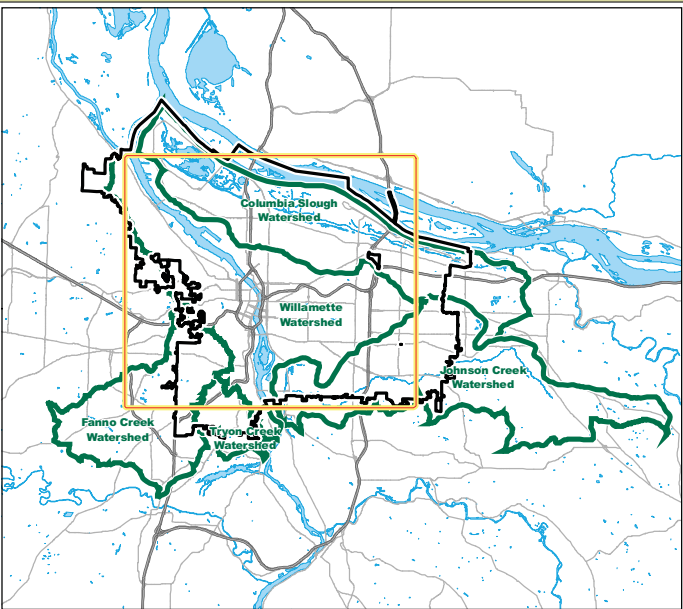 Columbia Slough
Watershed
Willamette
Watershed
Johnson Creek
Watershed
Fanno Creek
Watershed
Tryon Creek
Watershed